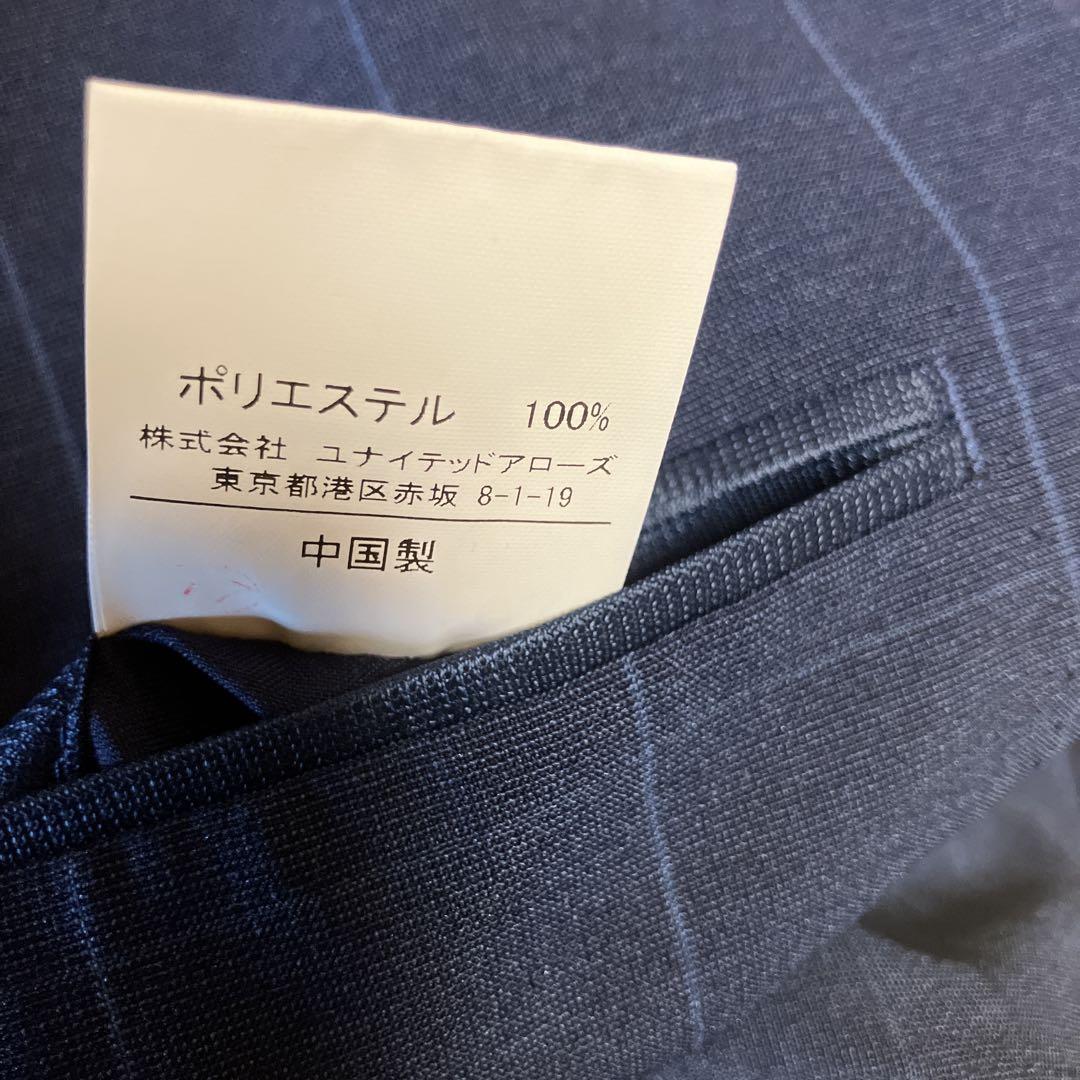 ポリエステル 100%
株式会社 ユナイテッドアローズ
東京都港区赤坂 8-1-19
中国製